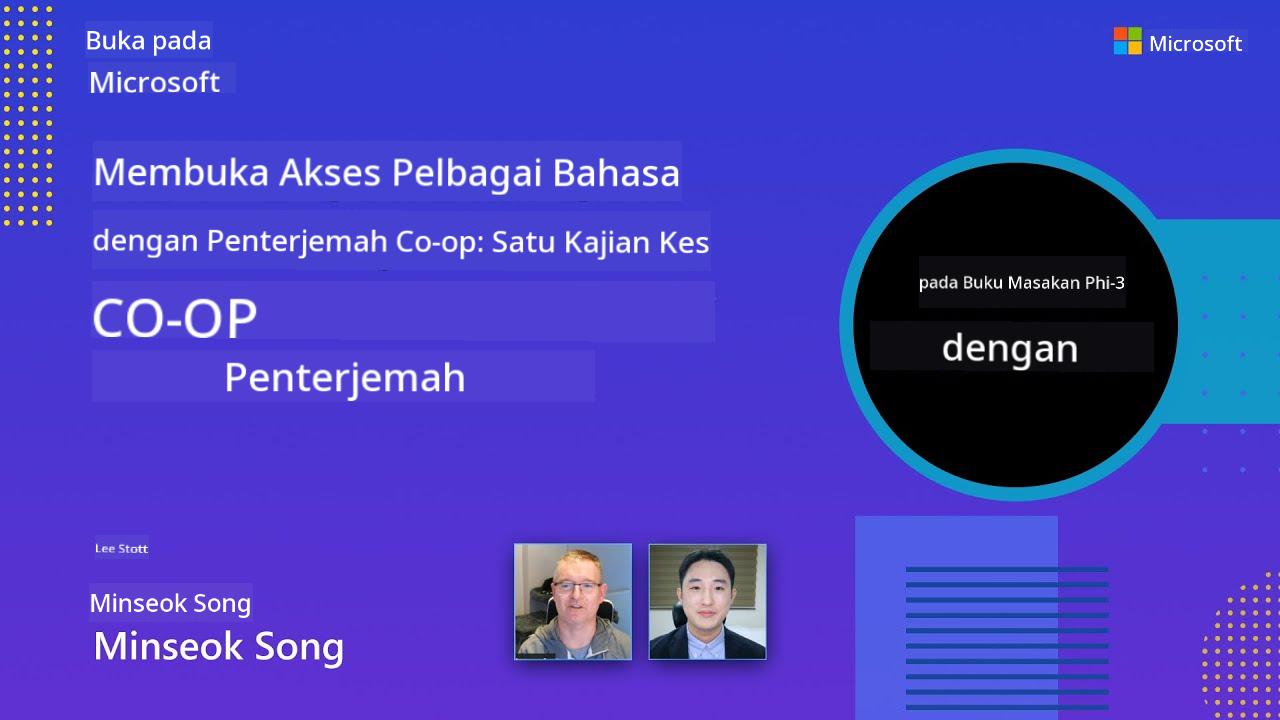 Buka pada
Microsoft
Microsoft
Membuka Akses Pelbagai Bahasa
dengan Penterjemah Co-op: Satu Kajian Kes
CO-OP
Penterjemah
pada Buku Masakan Phi-3
dengan
Lee Stott
Minseok Song
Minseok Song